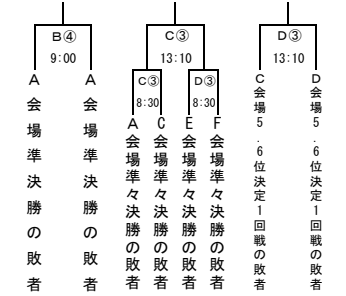 B④
9:00
A会場準決勝の敗者
A会場準決勝の敗者
C③
13:10
C③
8:30
D③
8:30
A会場準々決勝の敗者
C会場準々決勝の敗者
E会場準々決勝の敗者
F会場準々決勝の敗者
D③
13:10
C会場5.6位決定1回戦の敗者
D会場5.6位決定1回戦の敗者